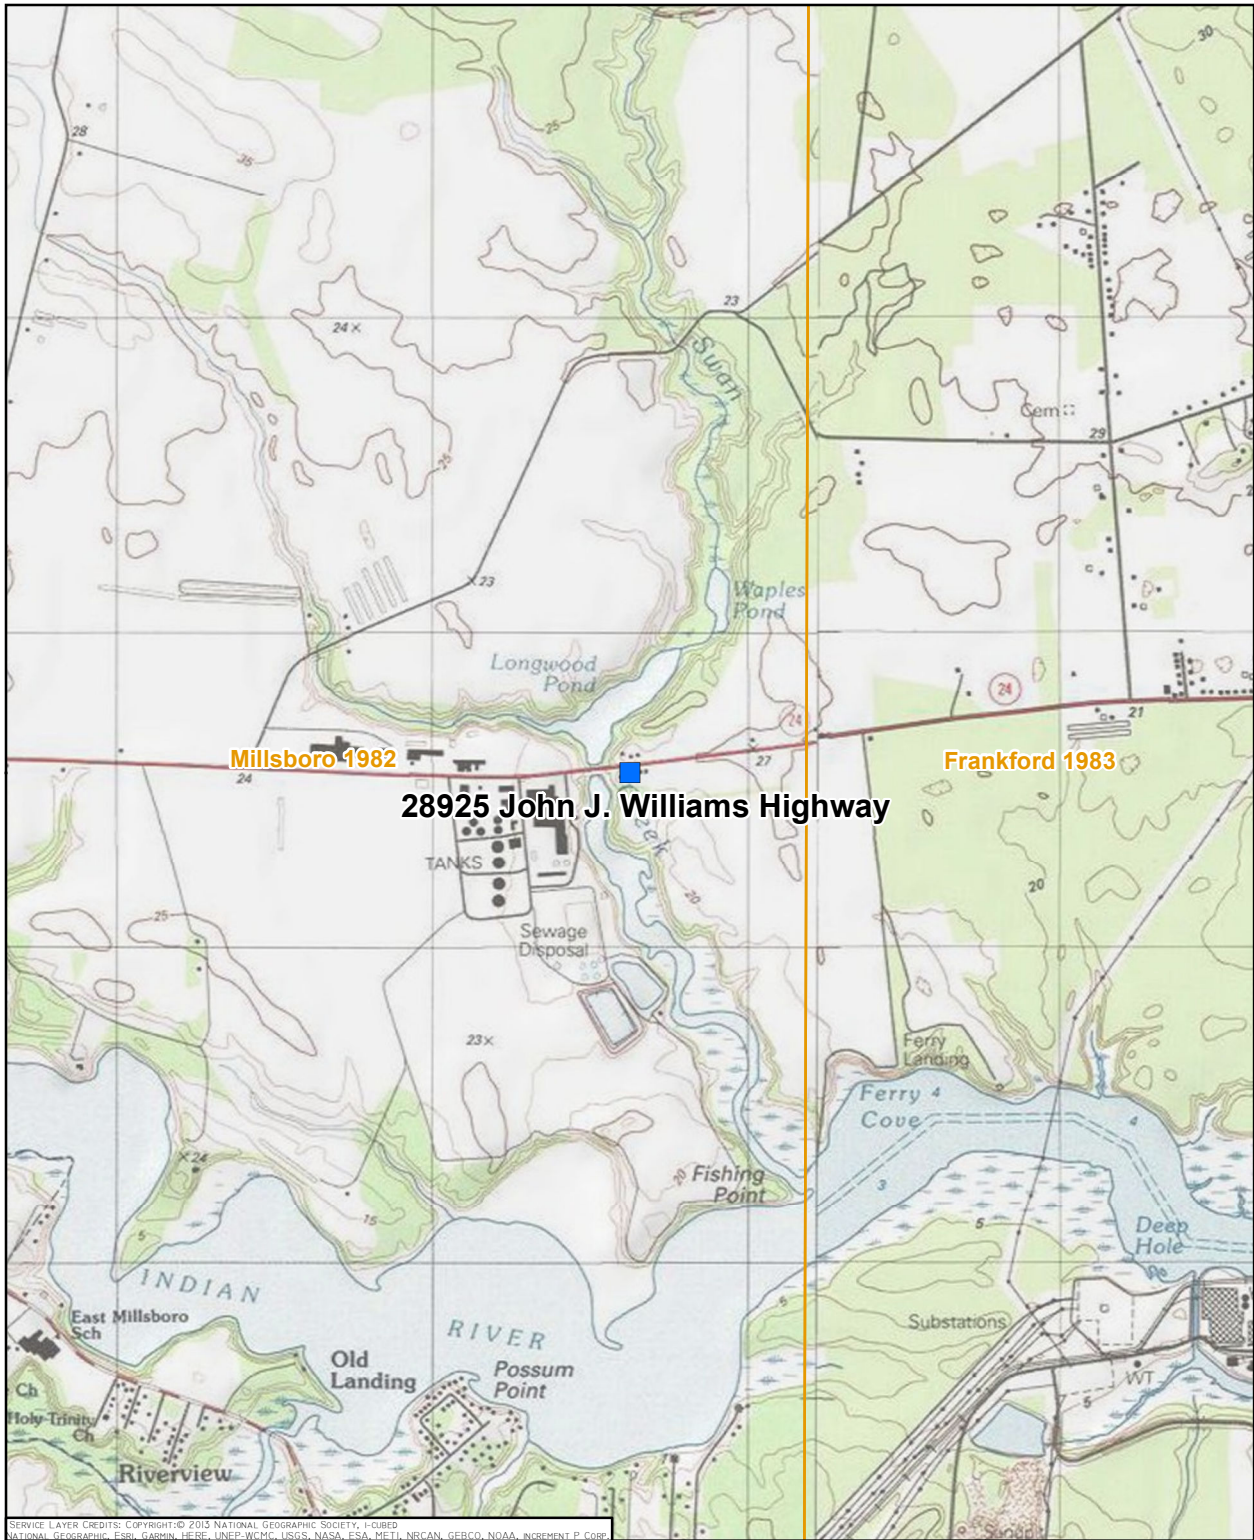 30
28
25
35
23
Swan
24×
Cem
29
25
×23
Waples
Pond
Longwood
Pond
24
24
21
Millsboro 1982
27
Frankford 1983
24
28925 John J. Williams Highway
TANKS
20
20
25
Sewage
Disposal
23×
Ferry
Landing
Ferry 4
Cove
4
×24
Fishing
Point
20
3
15
5
5
Deep
Hole
INDIAN
5
East Millsboro
Sch
RIVER
Substations
Old
Landing
Possum
Point
WT
Ch
5
Holy Trinity
Ch
Riverview
SERVICE LAYER CREDITS: COPYRIGHT:© 2013 NATIONAL GEOGRAPHIC SOCIETY, I-CUBED
NATIONAL GEOGRAPHIC, ESRI, GARMIN, HERE, UNEP-WCMC, USGS, NASA, ESA, METI, NRCAN, GEBCO, NOAA, INCREMENT P CORP.